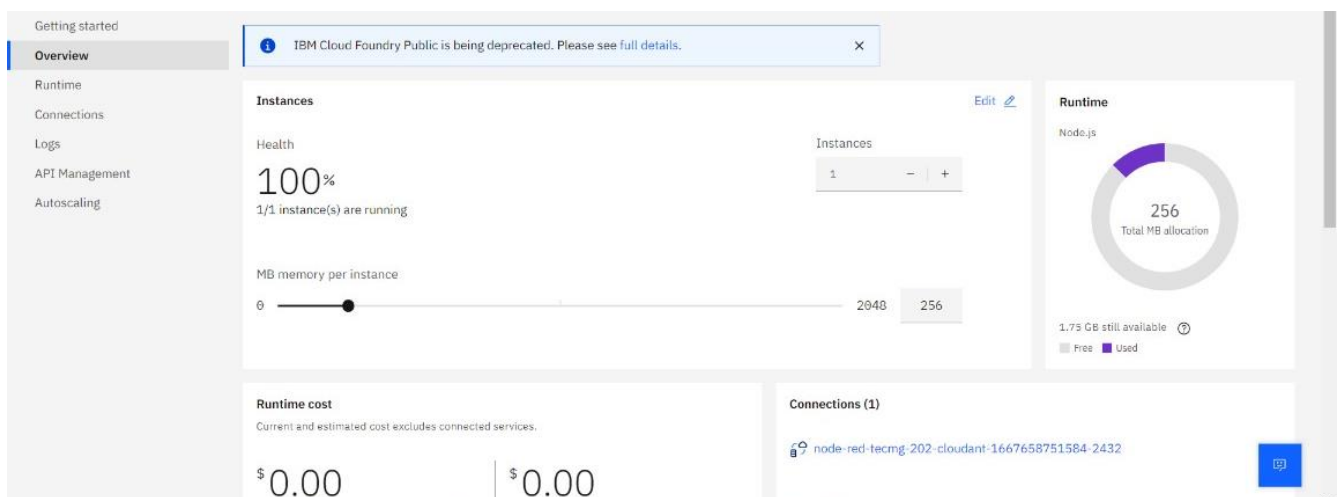 Getting started
Overview
Runtime
Connections
Logs
API Management
Autoscaling
IBM Cloud Foundry Public is being deprecated. Please see full details.
Instances
Edit
Health
100%
1/1 instance(s) are running
Instances
1
MB memory per instance
0
2048
256
Runtime
Node.js
256
Total MB allocation
1.75 GB still available
Free Used
Runtime cost
Current and estimated cost excludes connected services.
$0.00
$0.00
Connections (1)
node-red-tecmg-202-cloudant-1667658751584-2432